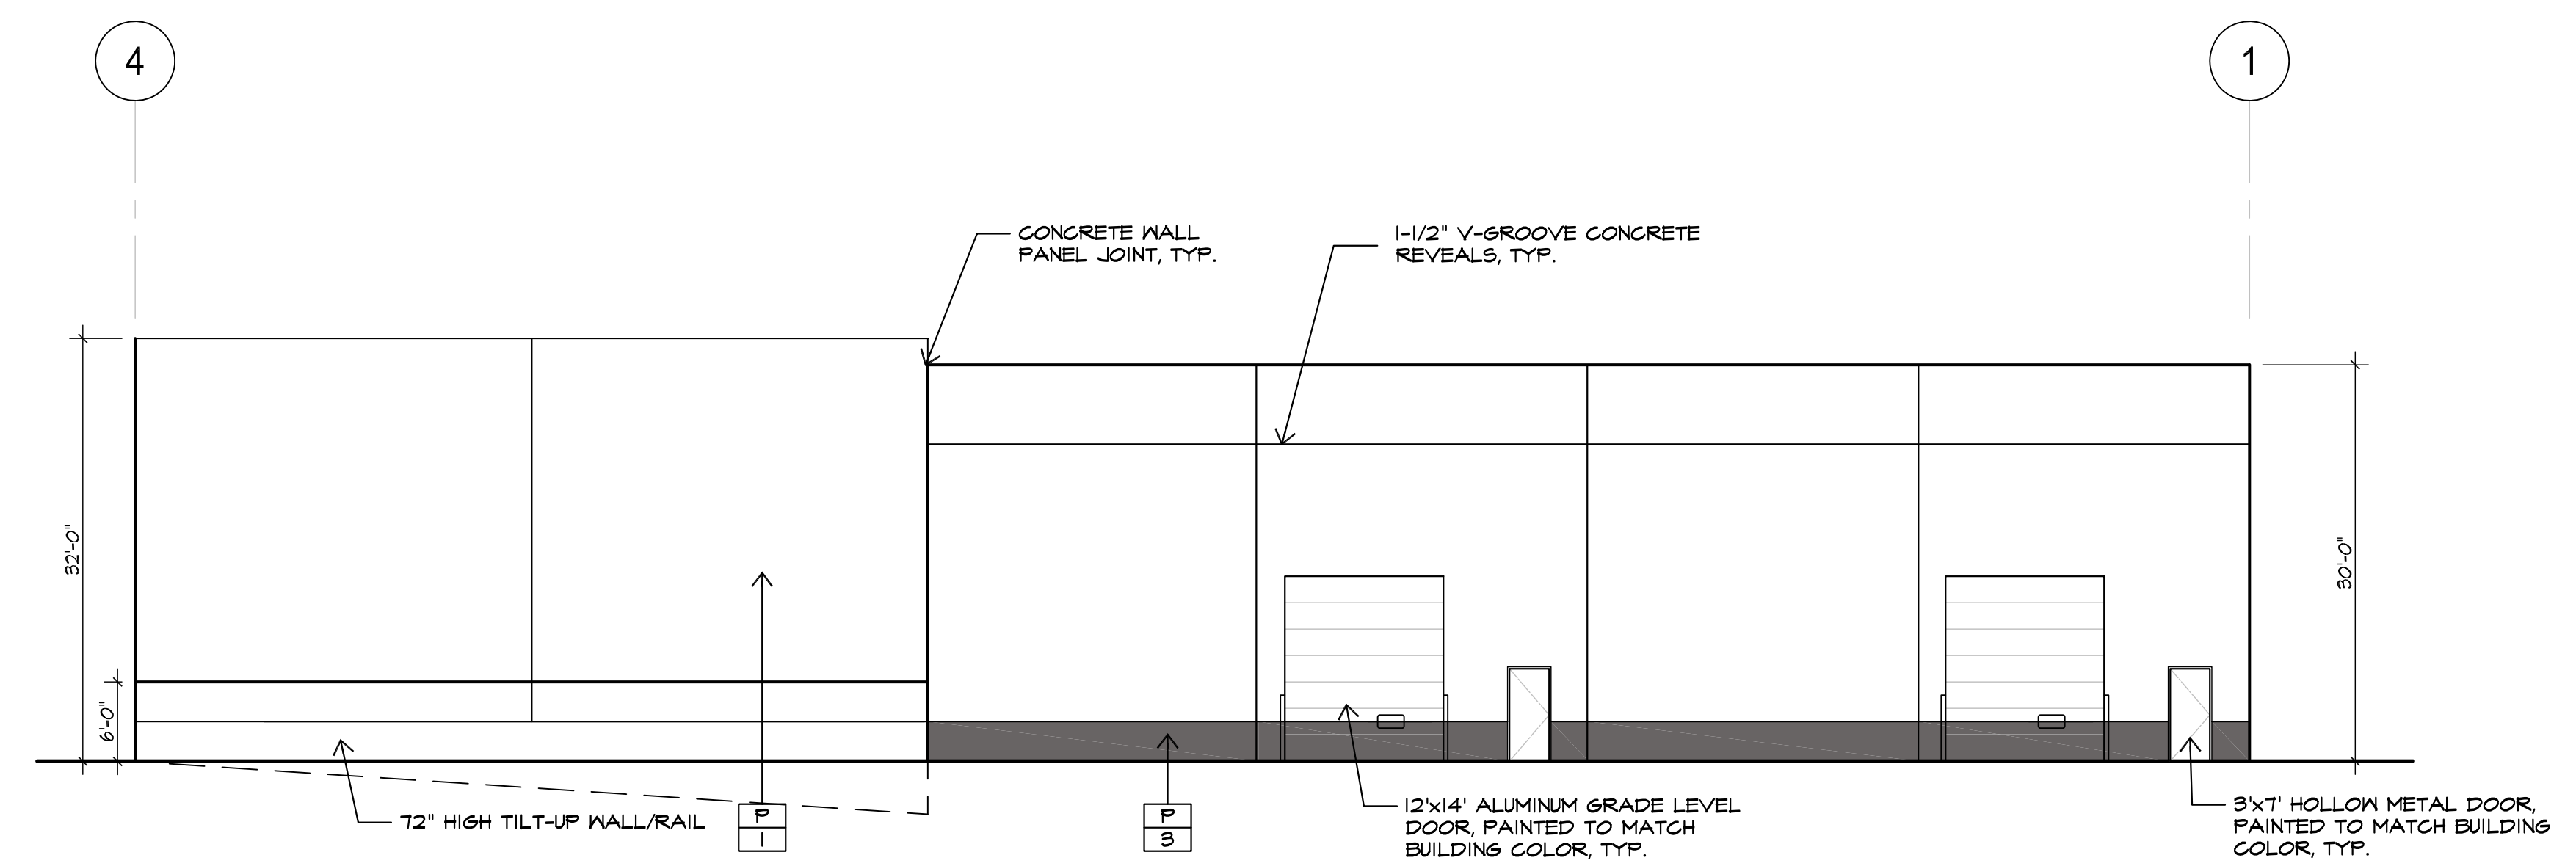 4
1
CONCRETE WALL
PANEL JOINT, TYP.
1-1/2" V-GROOVE CONCRETE
REVEALS, TYP.
32'-0"
30'-0"
6'-0"
72" HIGH TILT-UP WALL/RAIL
P
1
P
3
12'x14' ALUMINUM GRADE LEVEL
DOOR, PAINTED TO MATCH
BUILDING COLOR, TYP.
3'x7' HOLLOW METAL DOOR,
PAINTED TO MATCH BUILDING
COLOR, TYP.